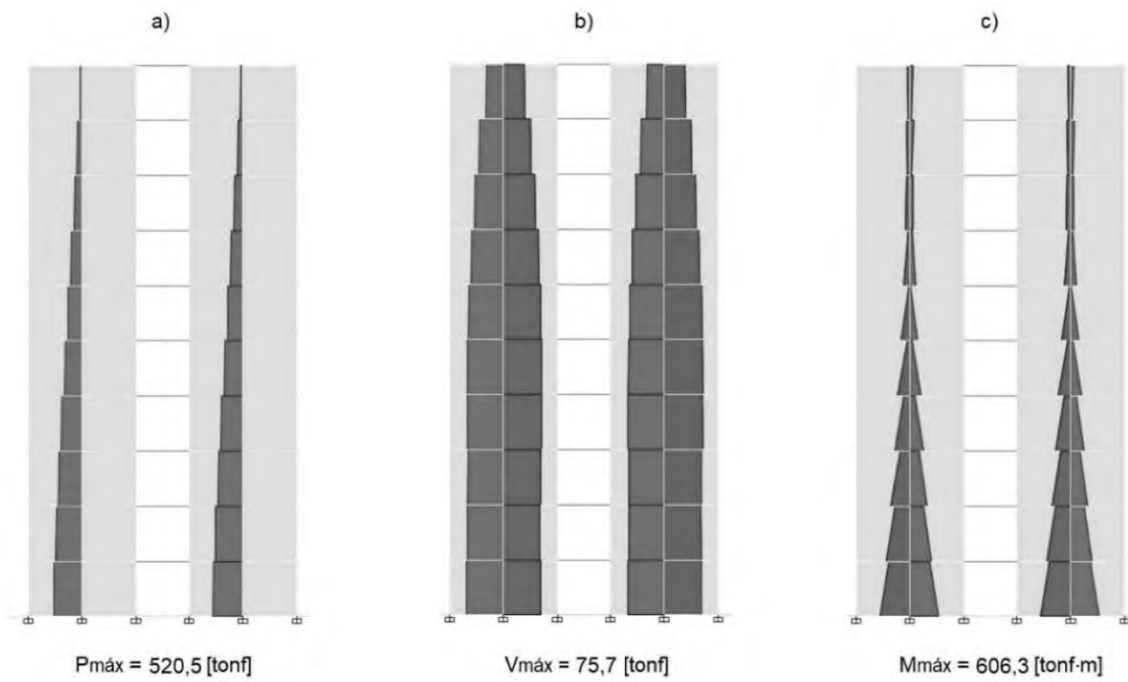 a)
b)
c)
Pmáx = 520,5 [tonf]
Vmáx = 75,7 [tonf]
Mmáx = 606,3 [tonf·m]